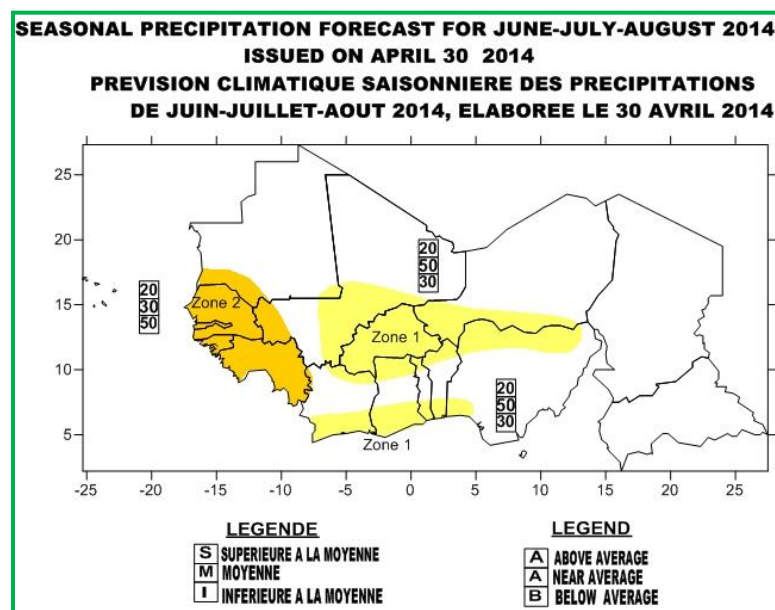 SEASONAL PRECIPITATION FORECAST FOR JUNE-JULY-AUGUST 2014
ISSUED ON APRIL 30 2014
PREVISION CLIMATIQUE SAISONNIERE DES PRECIPITATIONS
DE JUIN-JUILLET-AOUT 2014, ELABOREE LE 30 AVRIL 2014
25
20
15
10
5
20
50
30
20
30
50
Zone 2
Zone 1
20
50
30
Zone 1
-25 -20 -15 -10 -5 0 5 10 15 20 25
LEGENDE
S SUPERIEURE A LA MOYENNE
M MOYENNE
I INFERIEURE A LA MOYENNE
LEGEND
A ABOVE AVERAGE
A NEAR AVERAGE
B BELOW AVERAGE